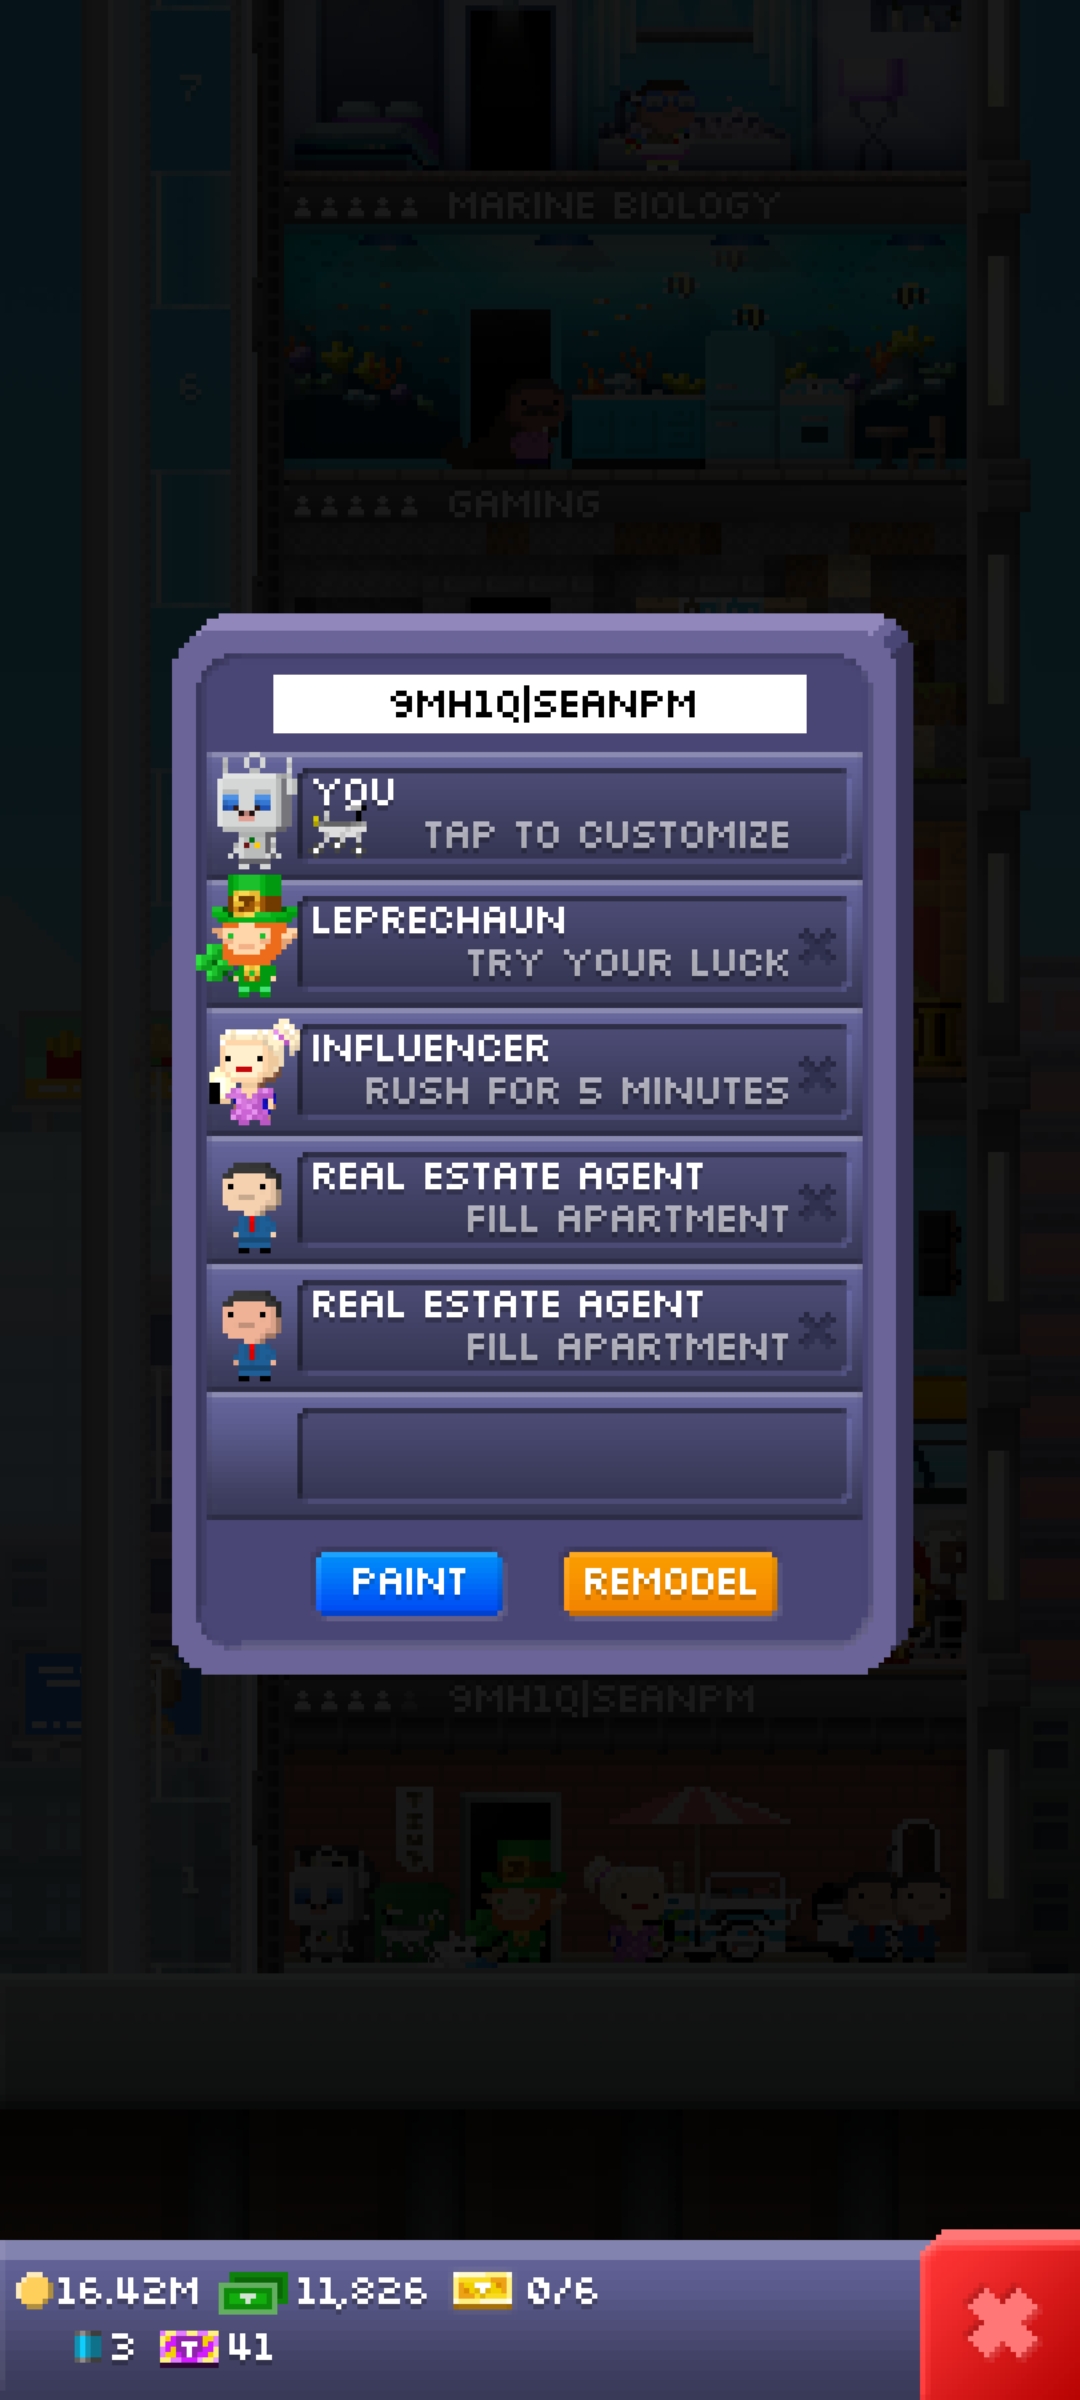 7
MARINE BIOLOGY
6
GAMING
9MH1Q|SEANPM
YOU
TAP TO CUSTOMIZE
LEPRECHAUN
TRY YOUR LUCK
INFLUENCER
RUSH FOR 5 MINUTES
REAL ESTATE AGENT
FILL APARTMENT
REAL ESTATE AGENT
FILL APARTMENT
PAINT REMODEL
9MH1Q|SEANPM
1
16.42M 11,826 0/6
3 41